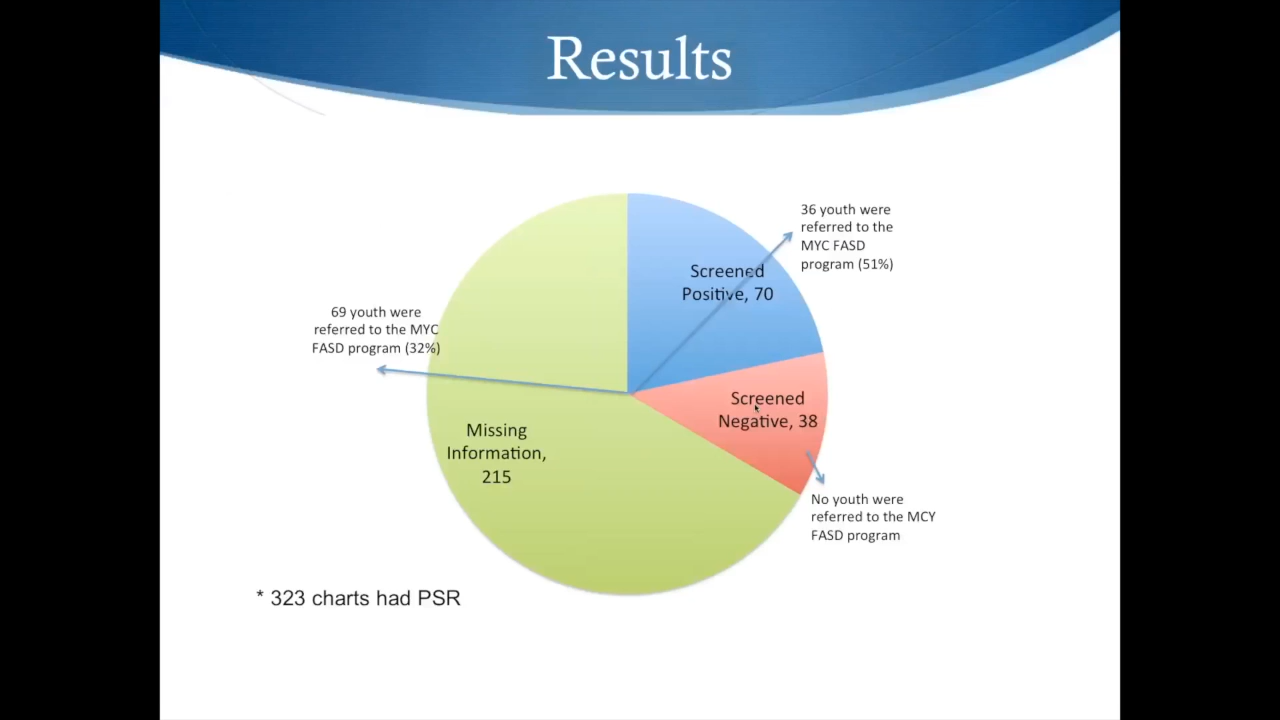 Results
36 youth were
referred to the
MYC FASD
program (51%)
Screened
Positive, 70
69 youth were
referred to the MYC
FASD program (32%)
Screened
Negative, 38
Missing
Information,
215
No youth were
referred to the MCY
FASD program
* 323 charts had PSR